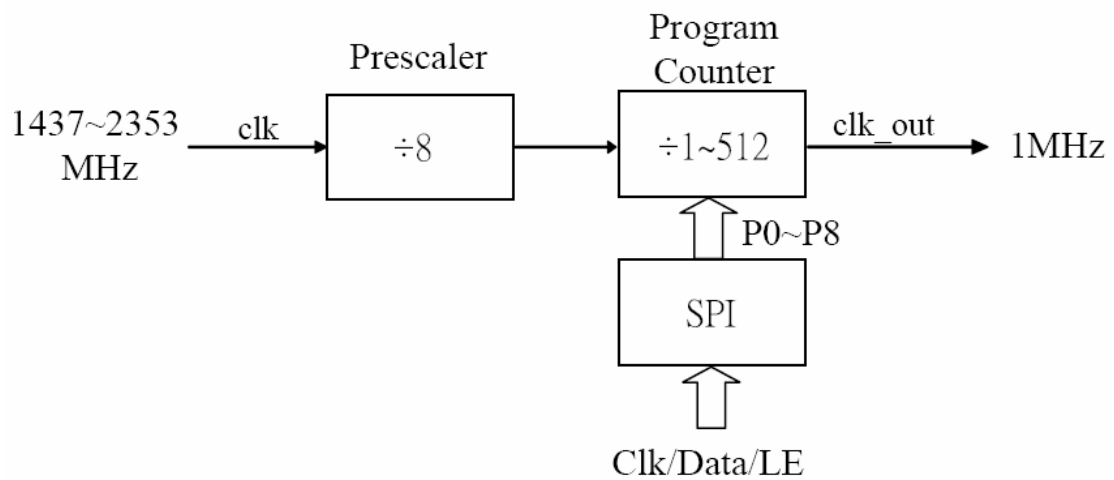 Program
Prescaler
Counter
1437~2353
MHz
clk
÷8
÷1~512
clk_out
1MHz
P0~P8
SPI
Clk/Data/LE